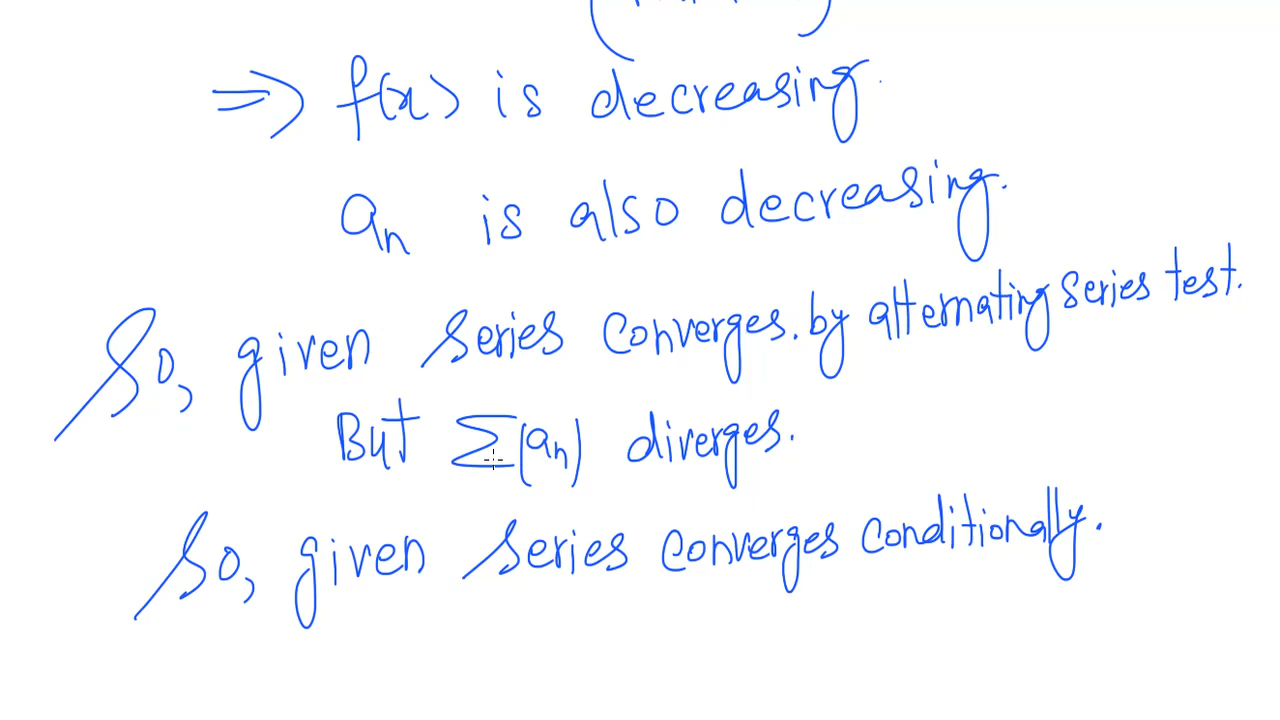 ⇒ f(x) is decreasing.
aₙ is also decreasing.
So, given series converges. by alternating series test.
But Σ|aₙ| diverges.
So, given series converges conditionally.